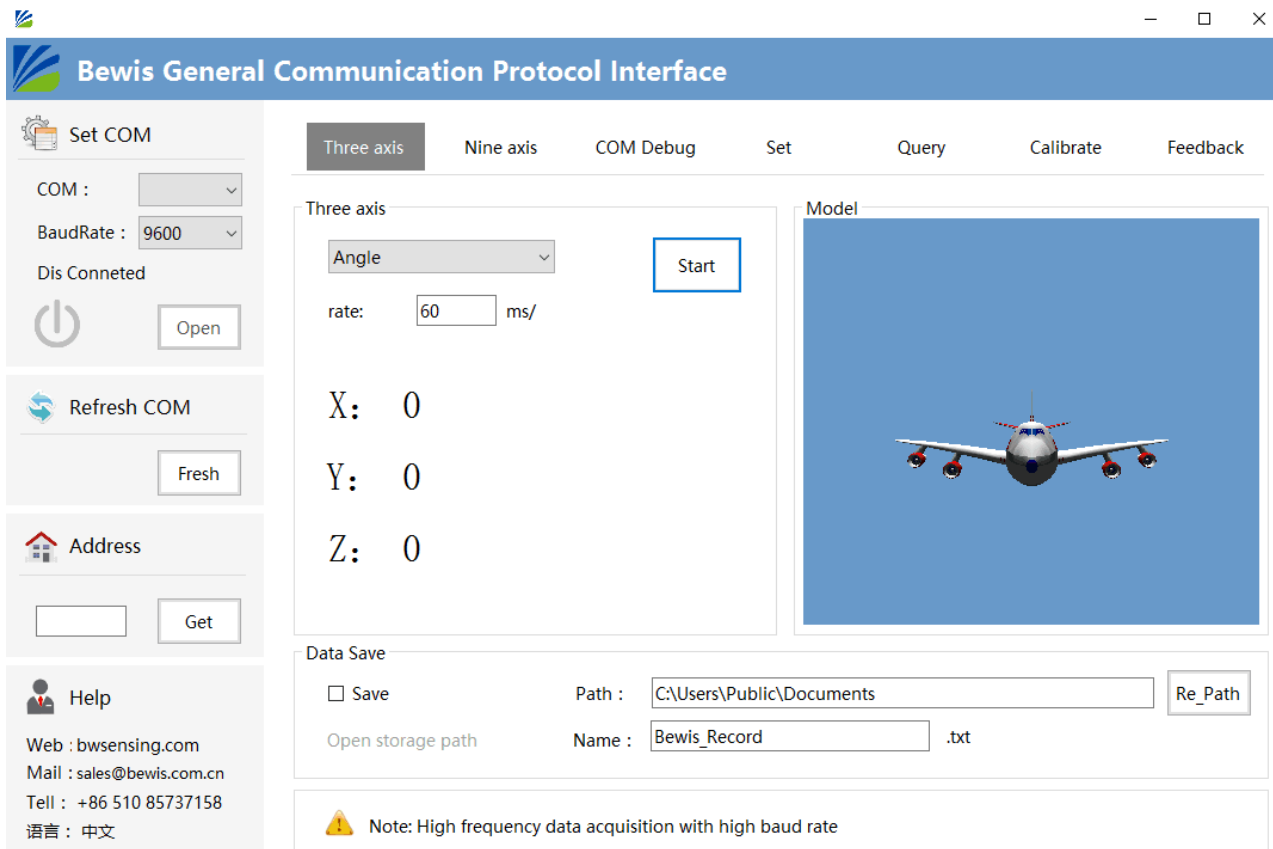 Bewis General Communication Protocol Interface
Set COM
COM :
BaudRate : 9600
Dis Conneted
Open
Refresh COM
Fresh
Address
Get
Help
Web : bwsensing.com
Mail : sales@bewis.com.cn
Tell : +86 510 85737158
语言： 中文
Three axis Nine axis COM Debug Set Query Calibrate Feedback
Three axis
Angle
Start
rate: 60 ms/
X: 0
Y: 0
Z: 0
Model
Data Save
Save Path : C:\Users\Public\Documents Re_Path
Open storage path Name : Bewis_Record .txt
Note: High frequency data acquisition with high baud rate